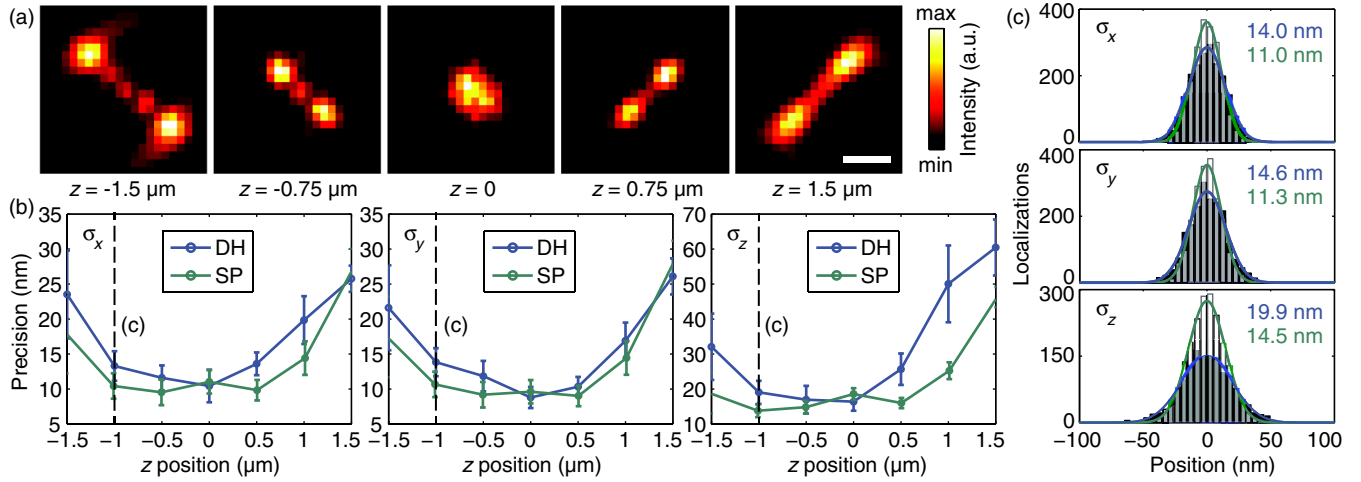 (a)
z = -1.5 µm
z = -0.75 µm
z = 0
z = 0.75 µm
z = 1.5 µm
max
Intensity (a.u.)
min
(b)
Precision (nm)
35
30
25
20
15
10
5
σx
DH
SP
(c)
−1.5
−1
−0.5
0
0.5
1
1.5
z position (µm)
35
30
25
20
15
10
5
σy
DH
SP
(c)
−1.5
−1
−0.5
0
0.5
1
1.5
z position (µm)
70
60
50
40
30
20
10
σz
DH
SP
(c)
−1.5
−1
−0.5
0
0.5
1
1.5
z position (µm)
(c)
Localizations
400
200
0
σx
14.0 nm
11.0 nm
400
200
0
σy
14.6 nm
11.3 nm
300
150
0
σz
19.9 nm
14.5 nm
−100
−50
0
50
100
Position (nm)